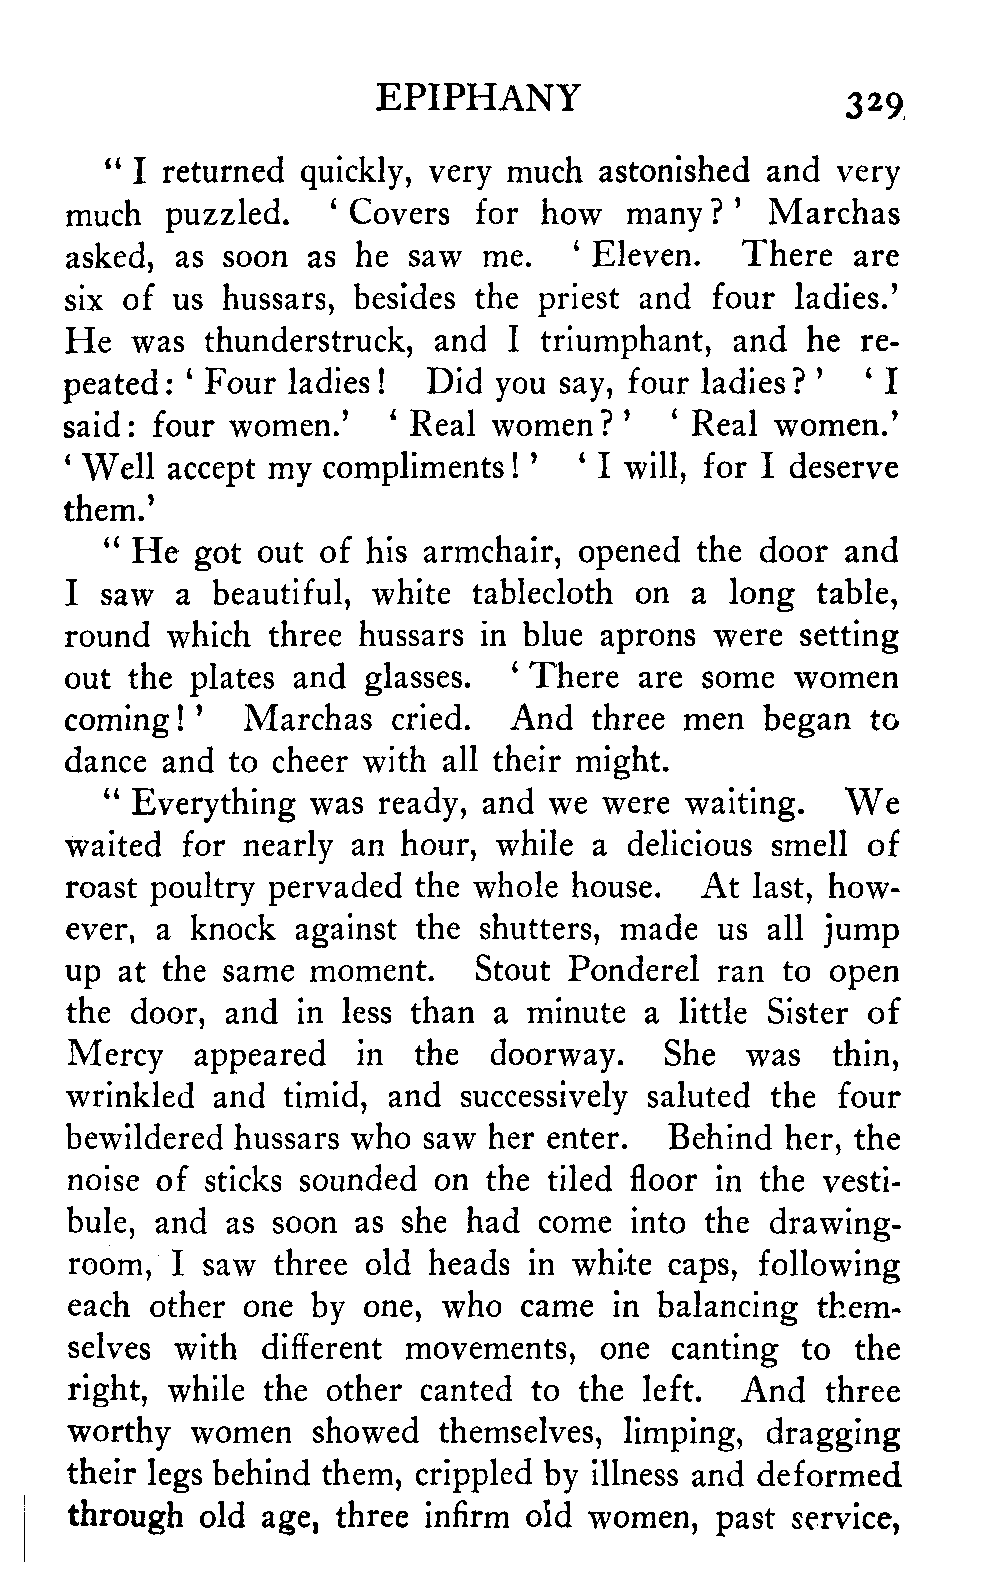 EPIPHANY 329
“ I returned quickly, very much astonished and very
much puzzled. ‘ Covers for how many? ’ Marchas
asked, as soon as he saw me. ‘ Eleven. There are
six of us hussars, besides the priest and four ladies.’
He was thunderstruck, and I triumphant, and he re-
peated: ‘ Four ladies! Did you say, four ladies? ’ ‘ I
said: four women.’ ‘ Real women? ’ ‘ Real women.’
‘ Well accept my compliments! ’ ‘ I will, for I deserve
them.’
“ He got out of his armchair, opened the door and
I saw a beautiful, white tablecloth on a long table,
round which three hussars in blue aprons were setting
out the plates and glasses. ‘ There are some women
coming! ’ Marchas cried. And three men began to
dance and to cheer with all their might.
“ Everything was ready, and we were waiting. We
waited for nearly an hour, while a delicious smell of
roast poultry pervaded the whole house. At last, how-
ever, a knock against the shutters, made us all jump
up at the same moment. Stout Ponderel ran to open
the door, and in less than a minute a little Sister of
Mercy appeared in the doorway. She was thin,
wrinkled and timid, and successively saluted the four
bewildered hussars who saw her enter. Behind her, the
noise of sticks sounded on the tiled floor in the vesti-
bule, and as soon as she had come into the drawing-
room, I saw three old heads in white caps, following
each other one by one, who came in balancing them-
selves with different movements, one canting to the
right, while the other canted to the left. And three
worthy women showed themselves, limping, dragging
their legs behind them, crippled by illness and deformed
through old age, three infirm old women, past service,